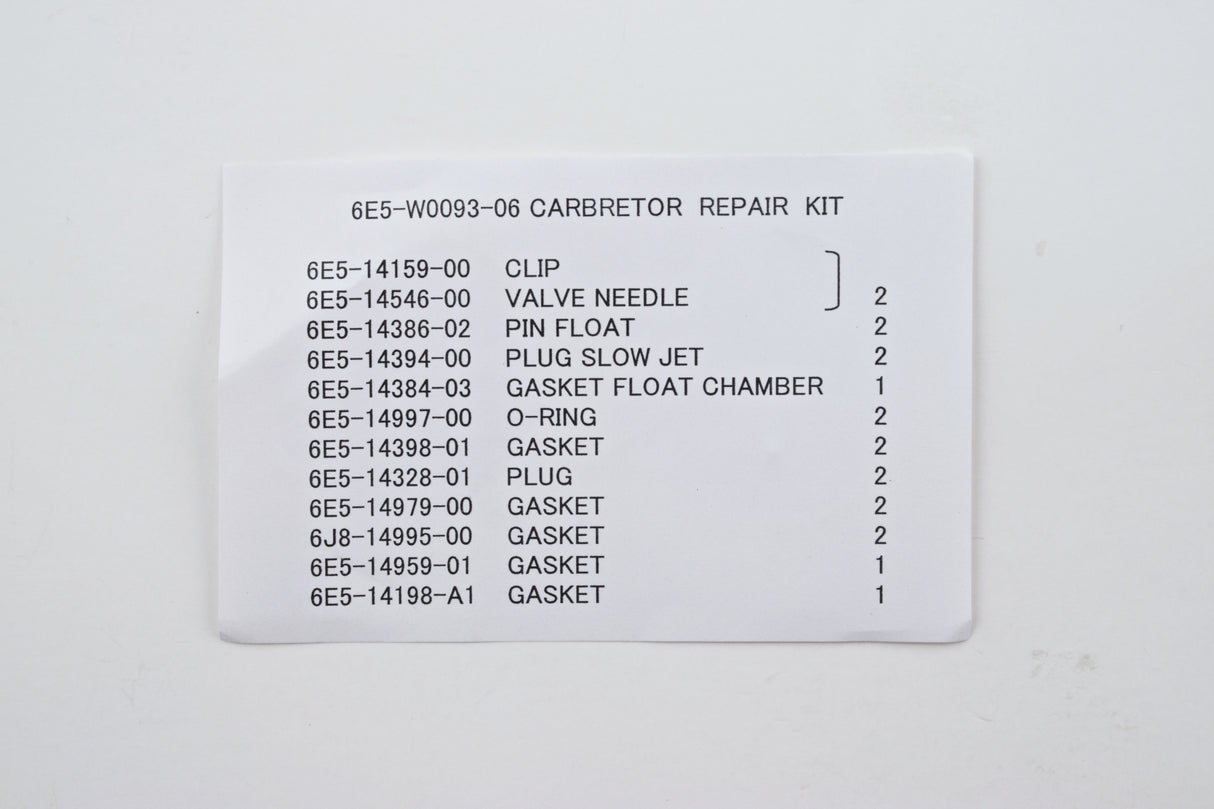 6E5-W0093-06 CARBRETOR REPAIR KIT
6E5-14159-00 CLIP
6E5-14546-00 VALVE NEEDLE 2
6E5-14386-02 PIN FLOAT 2
6E5-14394-00 PLUG SLOW JET 2
6E5-14384-03 GASKET FLOAT CHAMBER 1
6E5-14997-00 O-RING 2
6E5-14398-01 GASKET 2
6E5-14328-01 PLUG 2
6E5-14979-00 GASKET 2
6J8-14995-00 GASKET 2
6E5-14959-01 GASKET 1
6E5-14198-A1 GASKET 1